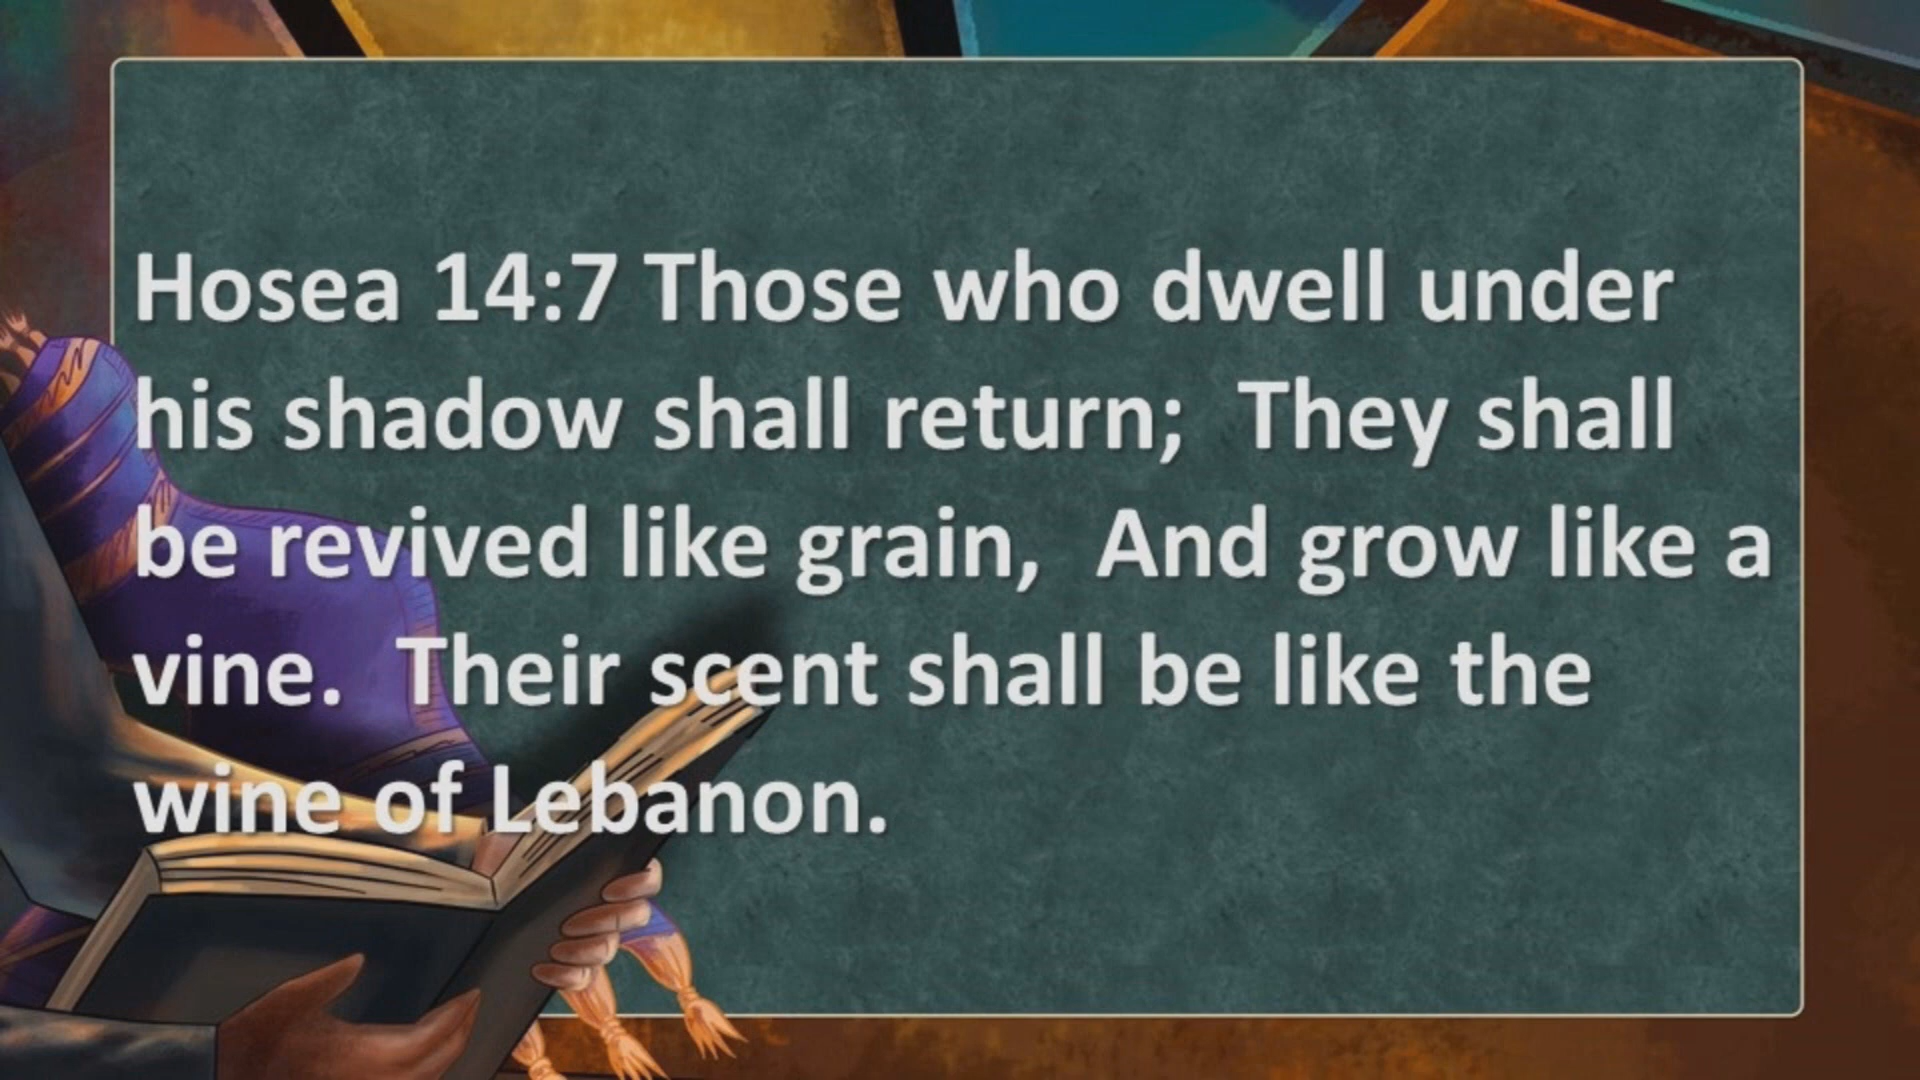 Hosea 14:7 Those who dwell under
his shadow shall return;  They shall
be revived like grain,  And grow like a
vine.  Their scent shall be like the
wine of Lebanon.